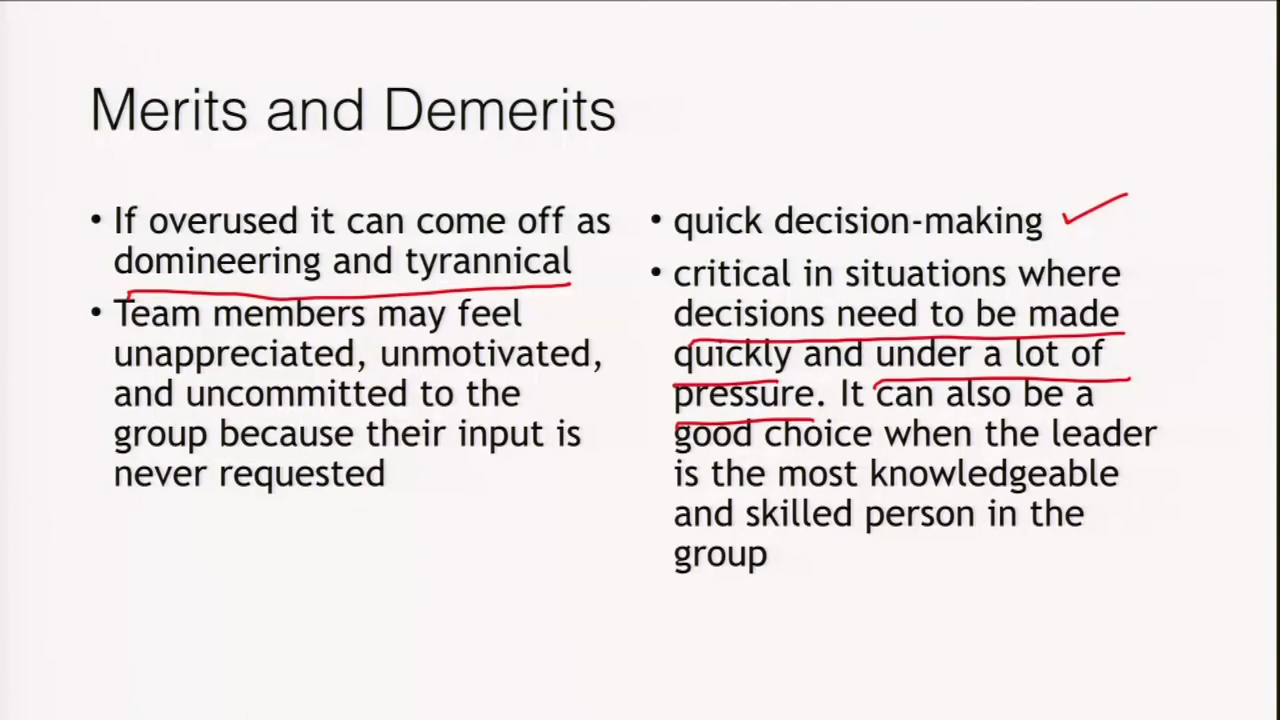 Merits and Demerits
• If overused it can come off as
domineering and tyrannical
• Team members may feel
unappreciated, unmotivated,
and uncommitted to the
group because their input is
never requested
• quick decision-making
• critical in situations where
decisions need to be made
quickly and under a lot of
pressure. It can also be a
good choice when the leader
is the most knowledgeable
and skilled person in the
group